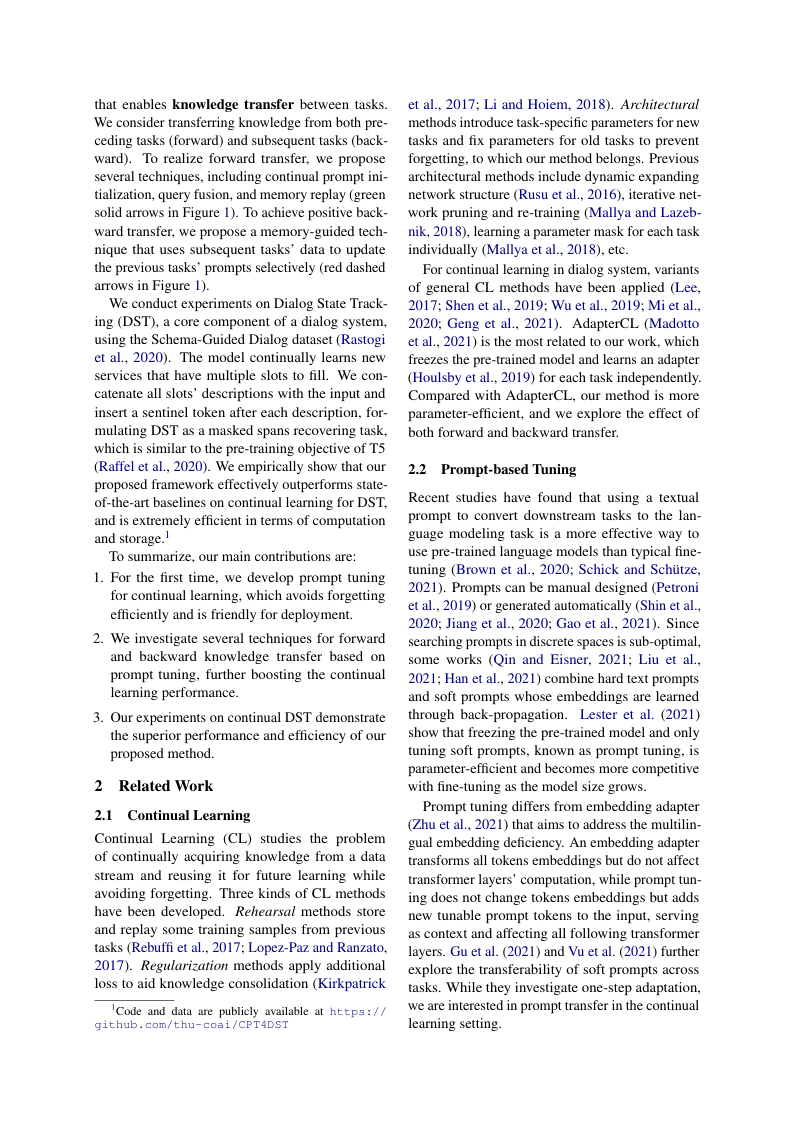 that enables knowledge transfer between tasks.
We consider transferring knowledge from both pre-
ceding tasks (forward) and subsequent tasks (back-
ward). To realize forward transfer, we propose
several techniques, including continual prompt ini-
tialization, query fusion, and memory replay (green
solid arrows in Figure 1). To achieve positive back-
ward transfer, we propose a memory-guided tech-
nique that uses subsequent tasks' data to update
the previous tasks' prompts selectively (red dashed
arrows in Figure 1).
We conduct experiments on Dialog State Track-
ing (DST), a core component of a dialog system,
using the Schema-Guided Dialog dataset (Rastogi
et al., 2020). The model continually learns new
services that have multiple slots to fill. We con-
catenate all slots' descriptions with the input and
insert a sentinel token after each description, for-
mulating DST as a masked spans recovering task,
which is similar to the pre-training objective of T5
(Raffel et al., 2020). We empirically show that our
proposed framework effectively outperforms state-
of-the-art baselines on continual learning for DST,
and is extremely efficient in terms of computation
and storage.1
To summarize, our main contributions are:
1. For the first time, we develop prompt tuning
for continual learning, which avoids forgetting
efficiently and is friendly for deployment.
2. We investigate several techniques for forward
and backward knowledge transfer based on
prompt tuning, further boosting the continual
learning performance.
3. Our experiments on continual DST demonstrate
the superior performance and efficiency of our
proposed method.
2 Related Work
2.1 Continual Learning
Continual Learning (CL) studies the problem
of continually acquiring knowledge from a data
stream and reusing it for future learning while
avoiding forgetting. Three kinds of CL methods
have been developed. Rehearsal methods store
and replay some training samples from previous
tasks (Rebuffi et al., 2017; Lopez-Paz and Ranzato,
2017). Regularization methods apply additional
loss to aid knowledge consolidation (Kirkpatrick
1Code and data are publicly available at https://
github.com/thu-coai/CPT4DST
et al., 2017; Li and Hoiem, 2018). Architectural
methods introduce task-specific parameters for new
tasks and fix parameters for old tasks to prevent
forgetting, to which our method belongs. Previous
architectural methods include dynamic expanding
network structure (Rusu et al., 2016), iterative net-
work pruning and re-training (Mallya and Lazeb-
nik, 2018), learning a parameter mask for each task
individually (Mallya et al., 2018), etc.
For continual learning in dialog system, variants
of general CL methods have been applied (Lee,
2017; Shen et al., 2019; Wu et al., 2019; Mi et al.,
2020; Geng et al., 2021). AdapterCL (Madotto
et al., 2021) is the most related to our work, which
freezes the pre-trained model and learns an adapter
(Houlsby et al., 2019) for each task independently.
Compared with AdapterCL, our method is more
parameter-efficient, and we explore the effect of
both forward and backward transfer.
2.2 Prompt-based Tuning
Recent studies have found that using a textual
prompt to convert downstream tasks to the lan-
guage modeling task is a more effective way to
use pre-trained language models than typical fine-
tuning (Brown et al., 2020; Schick and Schütze,
2021). Prompts can be manual designed (Petroni
et al., 2019) or generated automatically (Shin et al.,
2020; Jiang et al., 2020; Gao et al., 2021). Since
searching prompts in discrete spaces is sub-optimal,
some works (Qin and Eisner, 2021; Liu et al.,
2021; Han et al., 2021) combine hard text prompts
and soft prompts whose embeddings are learned
through back-propagation. Lester et al. (2021)
show that freezing the pre-trained model and only
tuning soft prompts, known as prompt tuning, is
parameter-efficient and becomes more competitive
with fine-tuning as the model size grows.
Prompt tuning differs from embedding adapter
(Zhu et al., 2021) that aims to address the multilin-
gual embedding deficiency. An embedding adapter
transforms all tokens embeddings but do not affect
transformer layers' computation, while prompt tun-
ing does not change tokens embeddings but adds
new tunable prompt tokens to the input, serving
as context and affecting all following transformer
layers. Gu et al. (2021) and Vu et al. (2021) further
explore the transferability of soft prompts across
tasks. While they investigate one-step adaptation,
we are interested in prompt transfer in the continual
learning setting.